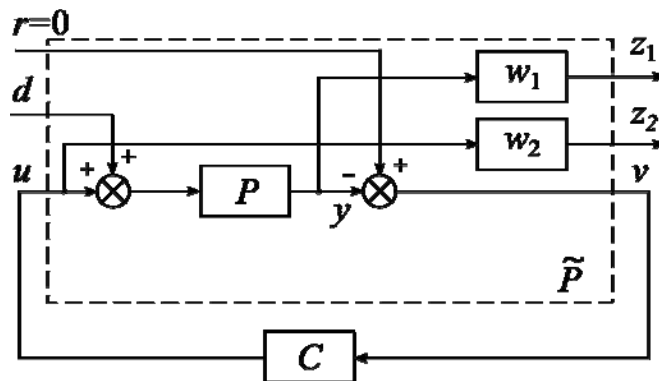 r=0
z₁
w₁
d
z₂
w₂
+
+
+
u
P
−
y
v
P̃
C